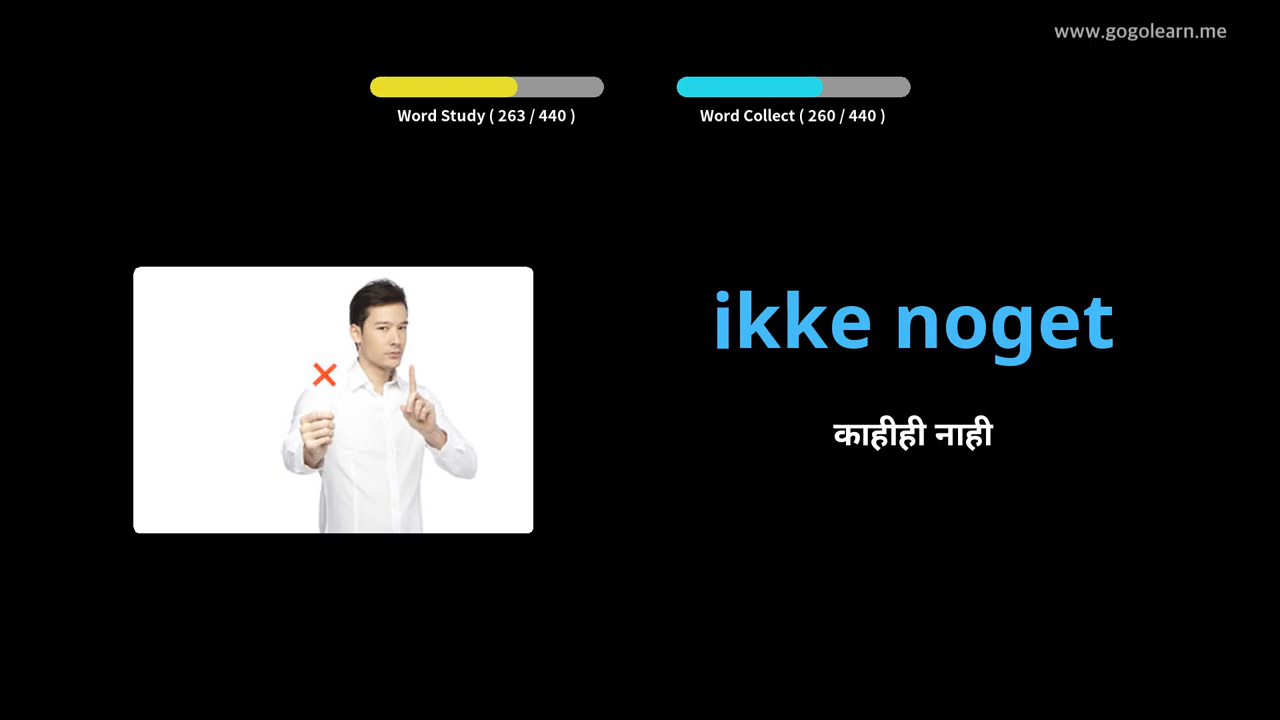 www.gogolearn.me
Word Study ( 263 / 440 )
Word Collect ( 260 / 440 )
ikke noget
काहीही नाही